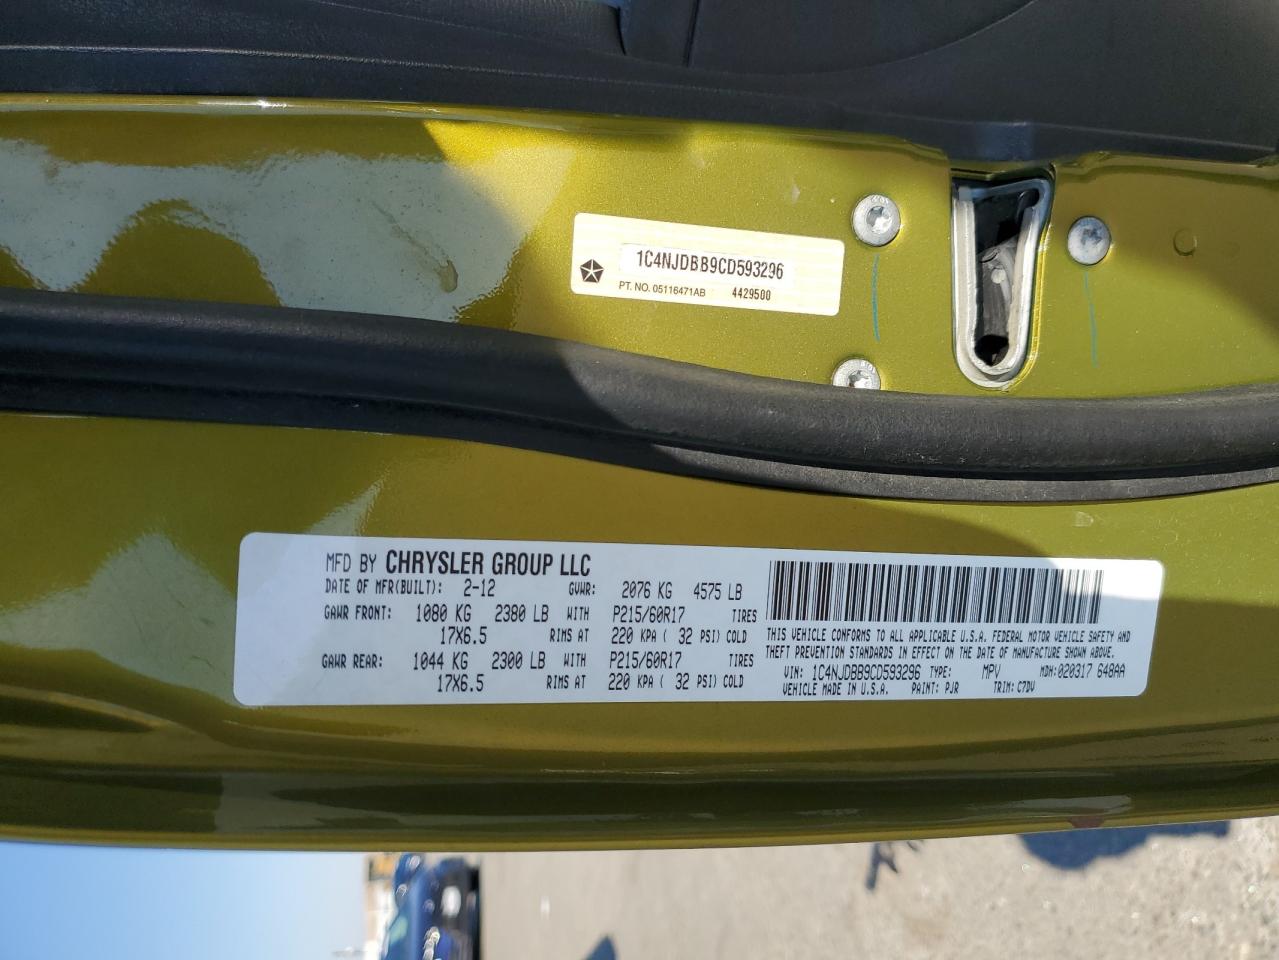 1C4NJDBB9CD593296
PT. NO. 05116471AB 4429500
MFD BY CHRYSLER GROUP LLC
DATE OF MFR(BUILT): 2-12 GVWR: 2076 KG 4575 LB
GAWR FRONT: 1080 KG 2380 LB WITH P215/60R17 TIRES
17X6.5 RIMS AT 220 KPA ( 32 PSI) COLD
GAWR REAR: 1044 KG 2300 LB WITH P215/60R17 TIRES
17X6.5 RIMS AT 220 KPA ( 32 PSI) COLD
THIS VEHICLE CONFORMS TO ALL APPLICABLE U.S.A. FEDERAL MOTOR VEHICLE SAFETY AND
THEFT PREVENTION STANDARDS IN EFFECT ON THE DATE OF MANUFACTURE SHOWN ABOVE.
VIN: 1C4NJDBB9CD593296 TYPE: MPV MDH:020317 648AA
VEHICLE MADE IN U.S.A. PAINT: PJR TRIM: C7DV